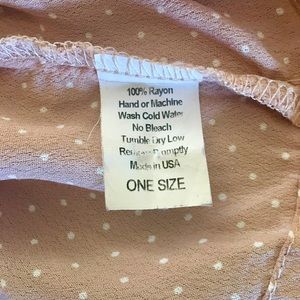 100% Rayon
Hand or Machine
Wash Cold Water
No Bleach
Tumble Dry Low
Remove Promptly
Made in USA
ONE SIZE